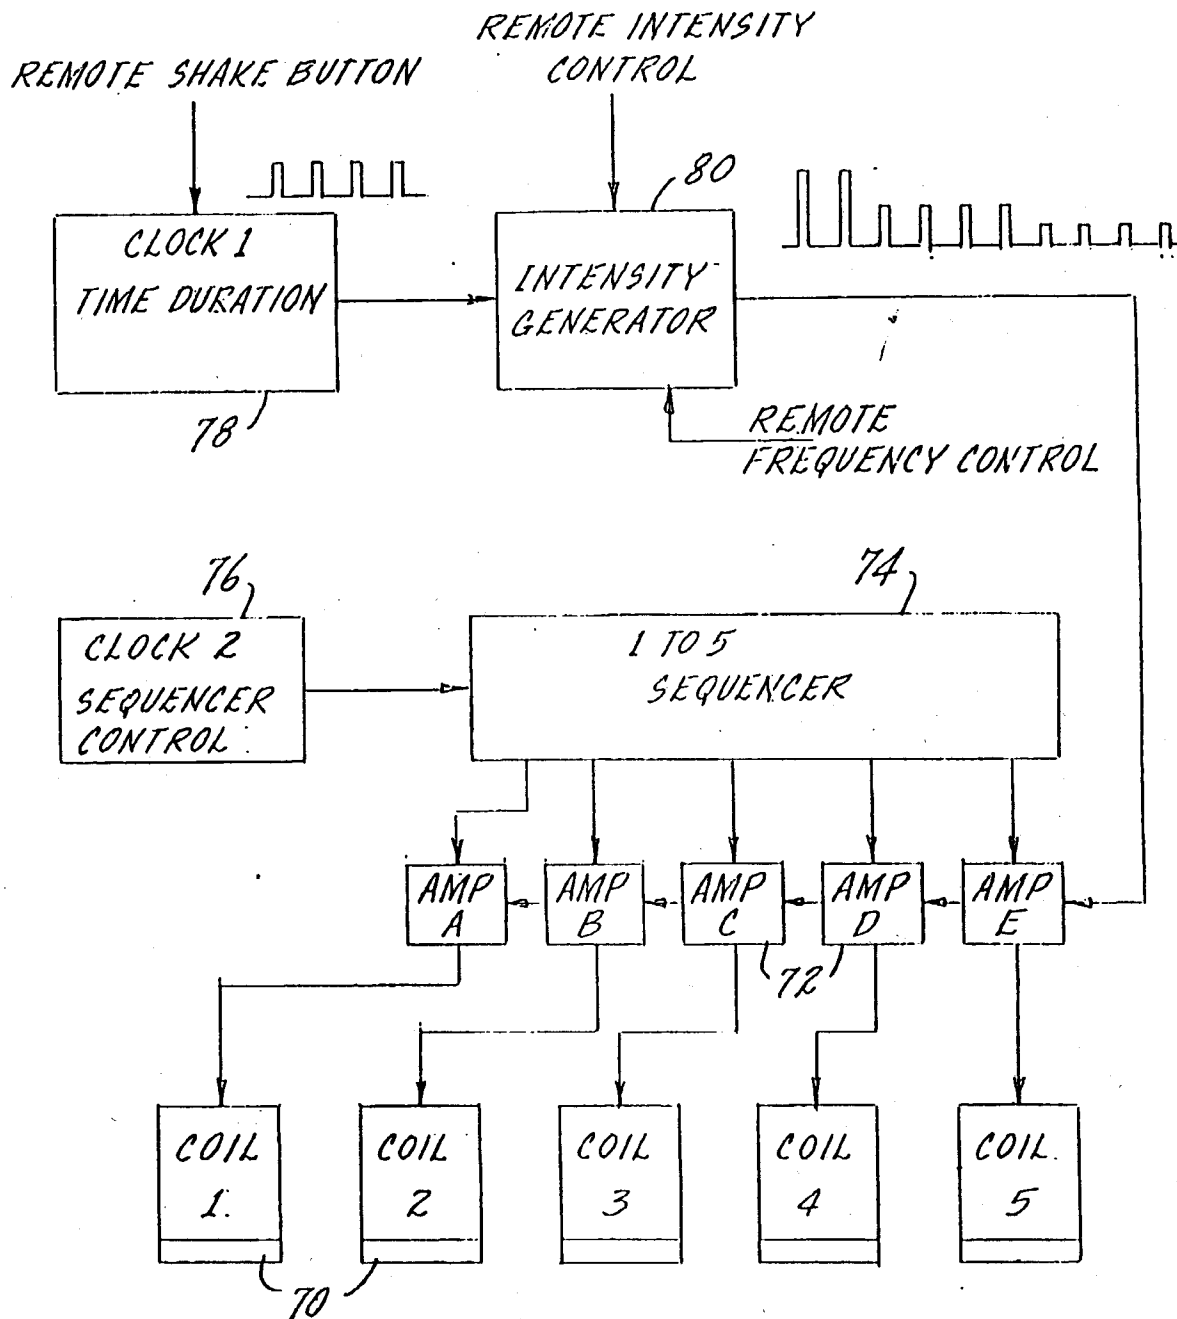 REMOTE INTENSITY
CONTROL
REMOTE SHAKE BUTTON
80
CLOCK 1
TIME DURATION
INTENSITY
GENERATOR
78
REMOTE
FREQUENCY CONTROL
76
74
CLOCK 2
SEQUENCER
CONTROL
1 TO 5
SEQUENCER
AMP
A
AMP
B
AMP
C
AMP
D
AMP
E
72
COIL
1.
COIL
2
COIL
3
COIL
4
COIL.
5
70